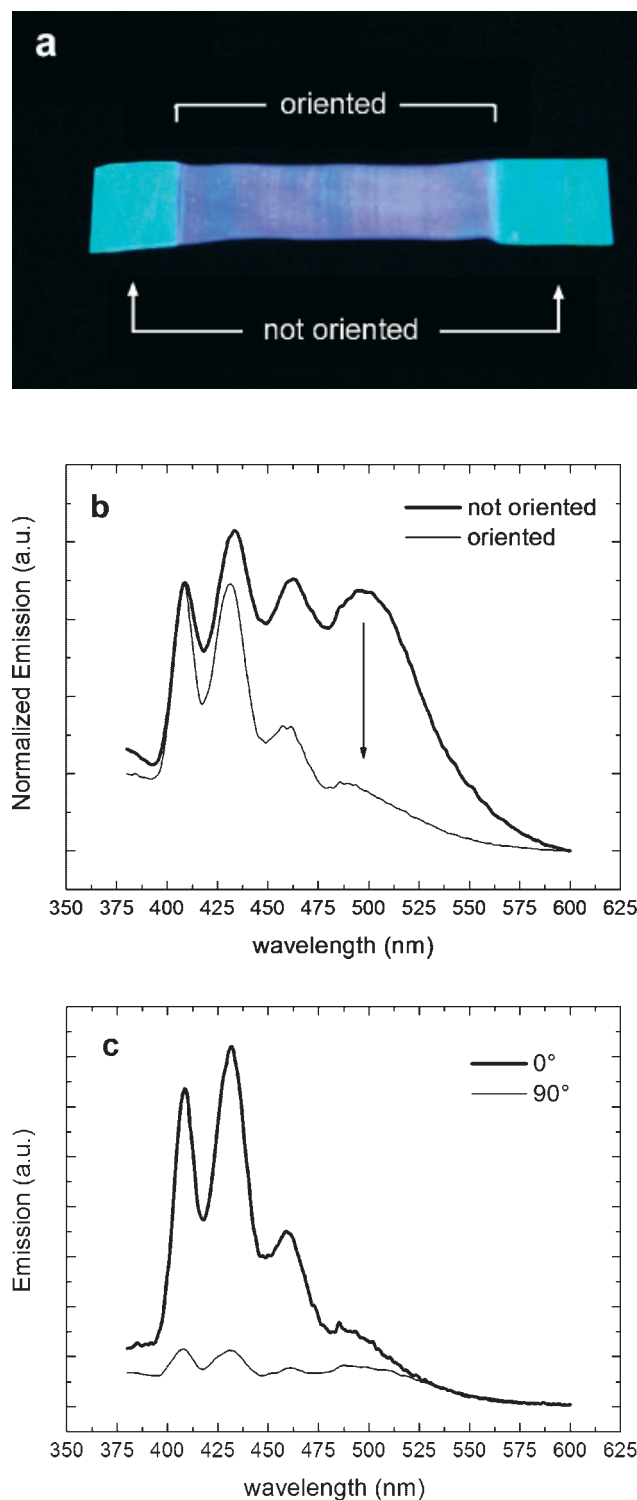 a
oriented
not oriented
b
not oriented
oriented
Normalized Emission (a.u.)
350 375 400 425 450 475 500 525 550 575 600 625
wavelength (nm)
c
0°
90°
Emission (a.u.)
350 375 400 425 450 475 500 525 550 575 600 625
wavelength (nm)